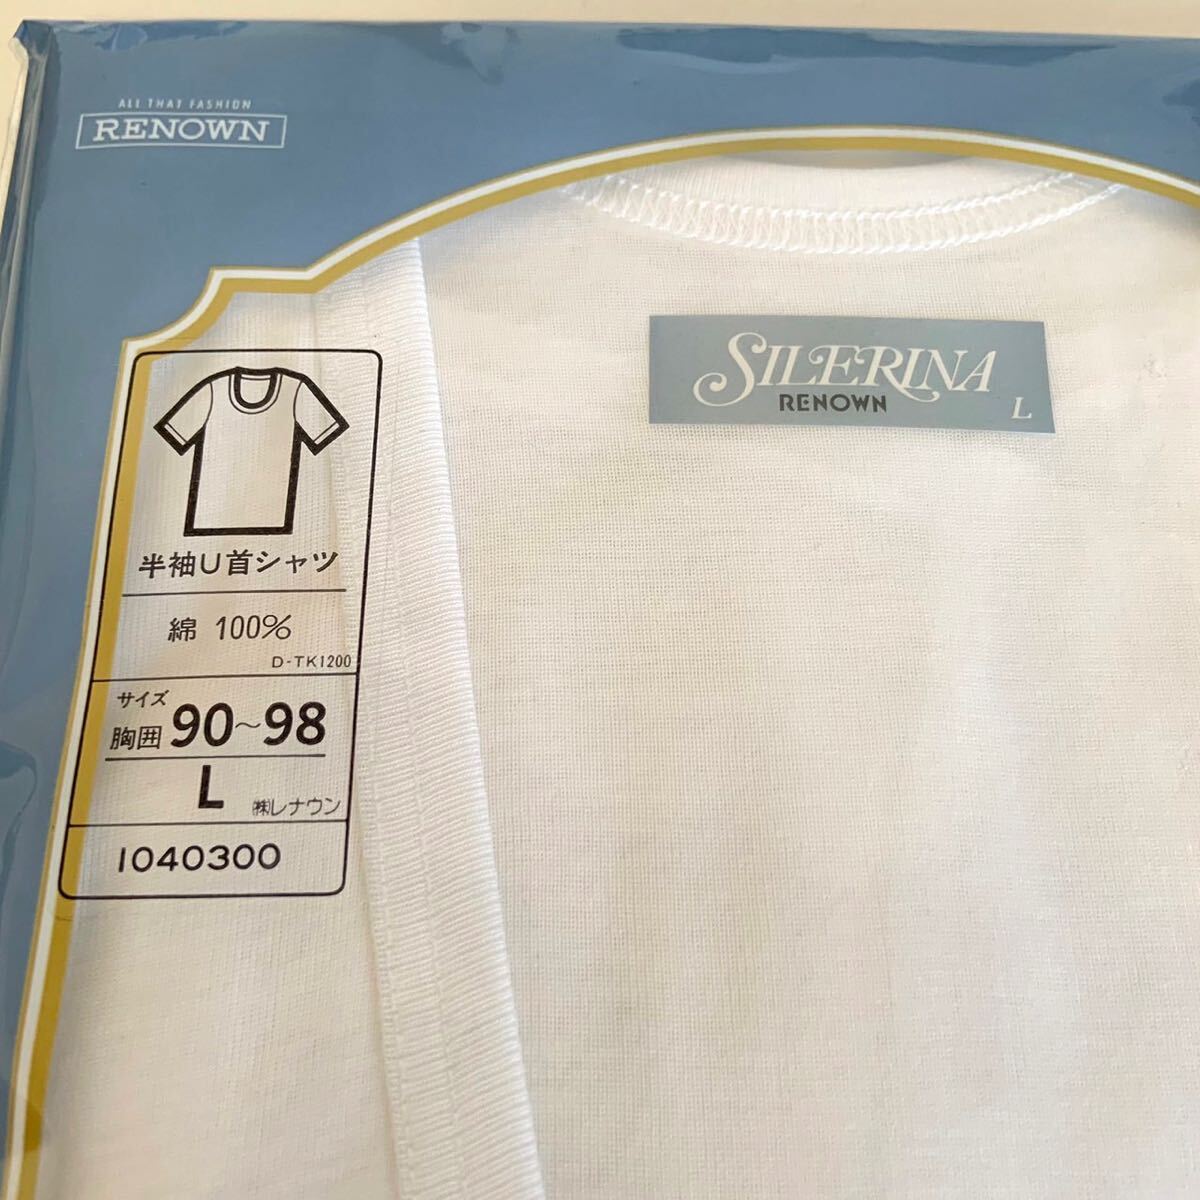 ALL THAT FASHION
RENOWN
SILERINA
RENOWN
L
半袖U首シャツ
綿 100%
D-TK1200
サイズ
胸囲 90~98
L ㈱レナウン
1040300